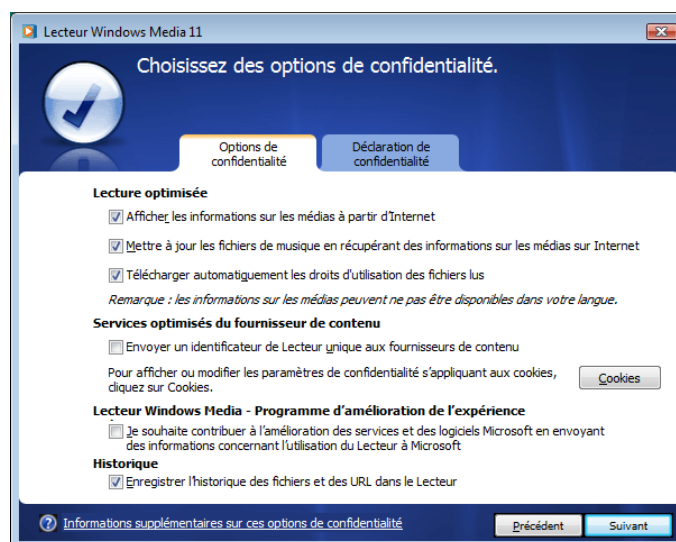 Lecteur Windows Media 11
Choisissez des options de confidentialité.
Options de
confidentialité
Déclaration de
confidentialité
Lecture optimisée
Afficher les informations sur les médias à partir d'Internet
Mettre à jour les fichiers de musique en récupérant des informations sur les médias sur Internet
Télécharger automatiquement les droits d'utilisation des fichiers lus
Remarque : les informations sur les médias peuvent ne pas être disponibles dans votre langue.
Services optimisés du fournisseur de contenu
Envoyer un identificateur de Lecteur unique aux fournisseurs de contenu
Pour afficher ou modifier les paramètres de confidentialité s'appliquant aux cookies,
cliquez sur Cookies.
Cookies
Lecteur Windows Media - Programme d'amélioration de l'expérience
Je souhaite contribuer à l'amélioration des services et des logiciels Microsoft en envoyant
des informations concernant l'utilisation du Lecteur à Microsoft
Historique
Enregistrer l'historique des fichiers et des URL dans le Lecteur
Informations supplémentaires sur ces options de confidentialité
Précédent
Suivant